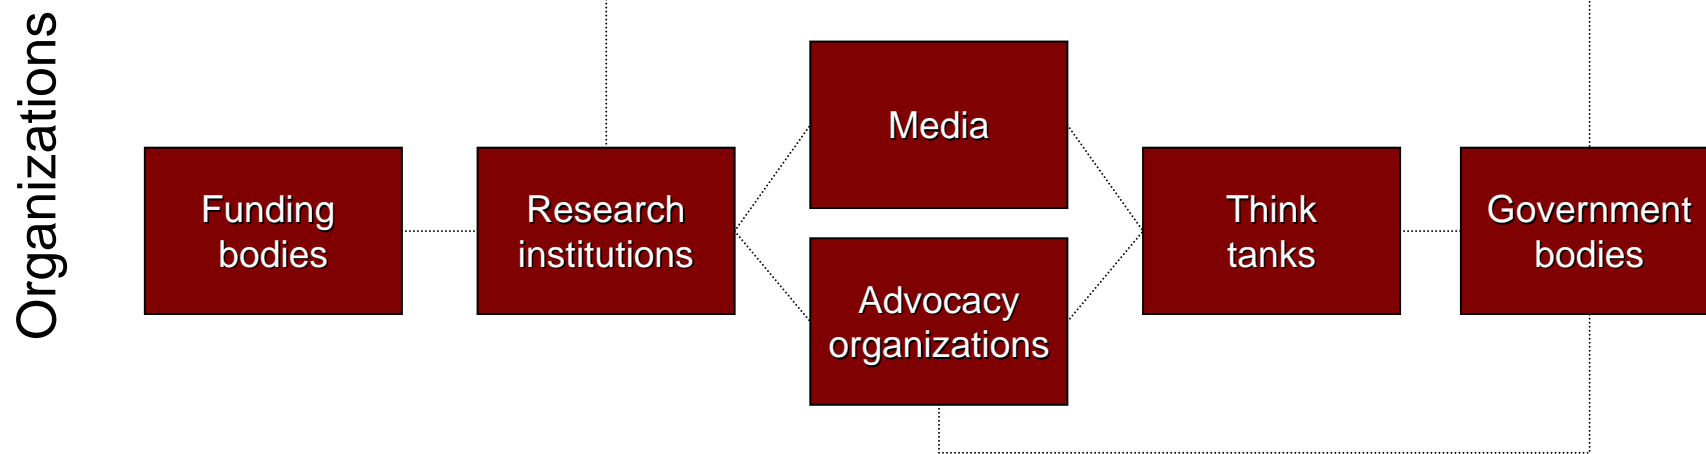 Organizations
Funding
bodies
Research
institutions
Media
Advocacy
organizations
Think
tanks
Government
bodies